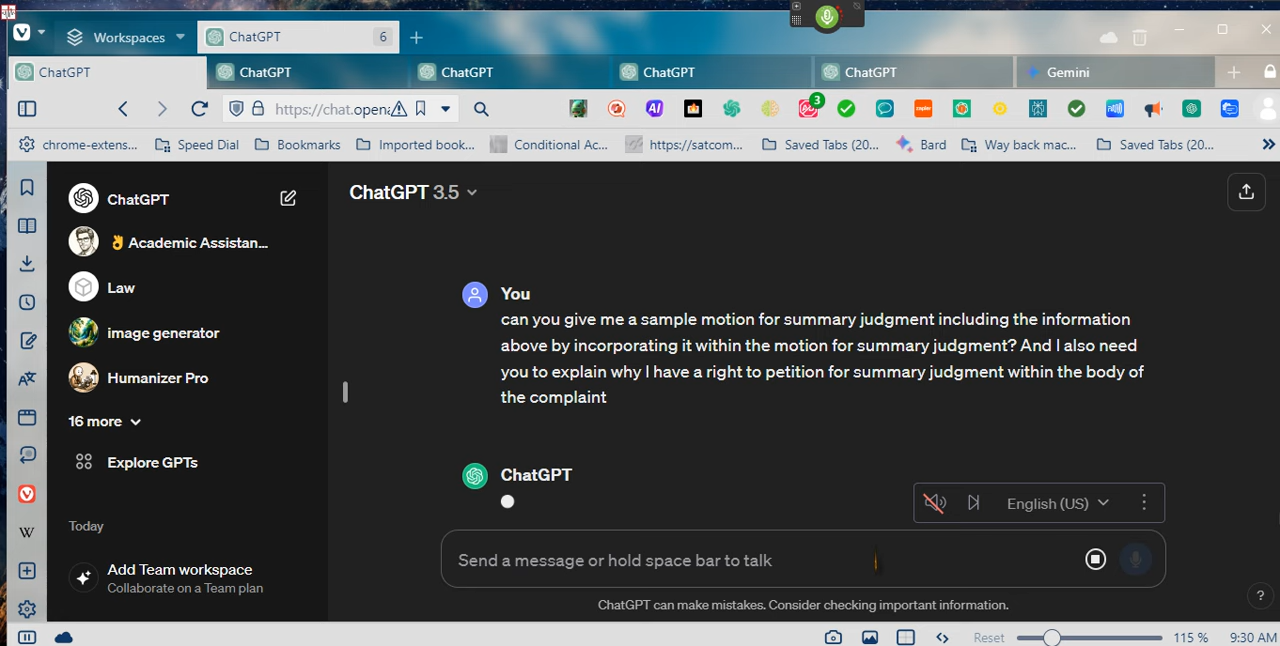 Workspaces
ChatGPT
6
ChatGPT
ChatGPT
ChatGPT
ChatGPT
ChatGPT
Gemini
https://chat.opena
AI
3
chrome-extens...
Speed Dial
Bookmarks
Imported book...
Conditional Ac...
https://satcom...
Saved Tabs (20...
Bard
Way back mac...
Saved Tabs (20...
ChatGPT
👌 Academic Assistan...
Law
image generator
Humanizer Pro
16 more
Explore GPTs
Today
Add Team workspace
Collaborate on a Team plan
ChatGPT 3.5
You
can you give me a sample motion for summary judgment including the information
above by incorporating it within the motion for summary judgment? And I also need
you to explain why I have a right to petition for summary judgment within the body of
the complaint
ChatGPT
English (US)
Send a message or hold space bar to talk
ChatGPT can make mistakes. Consider checking important information.
?
W
Reset
115 %
9:30 AM